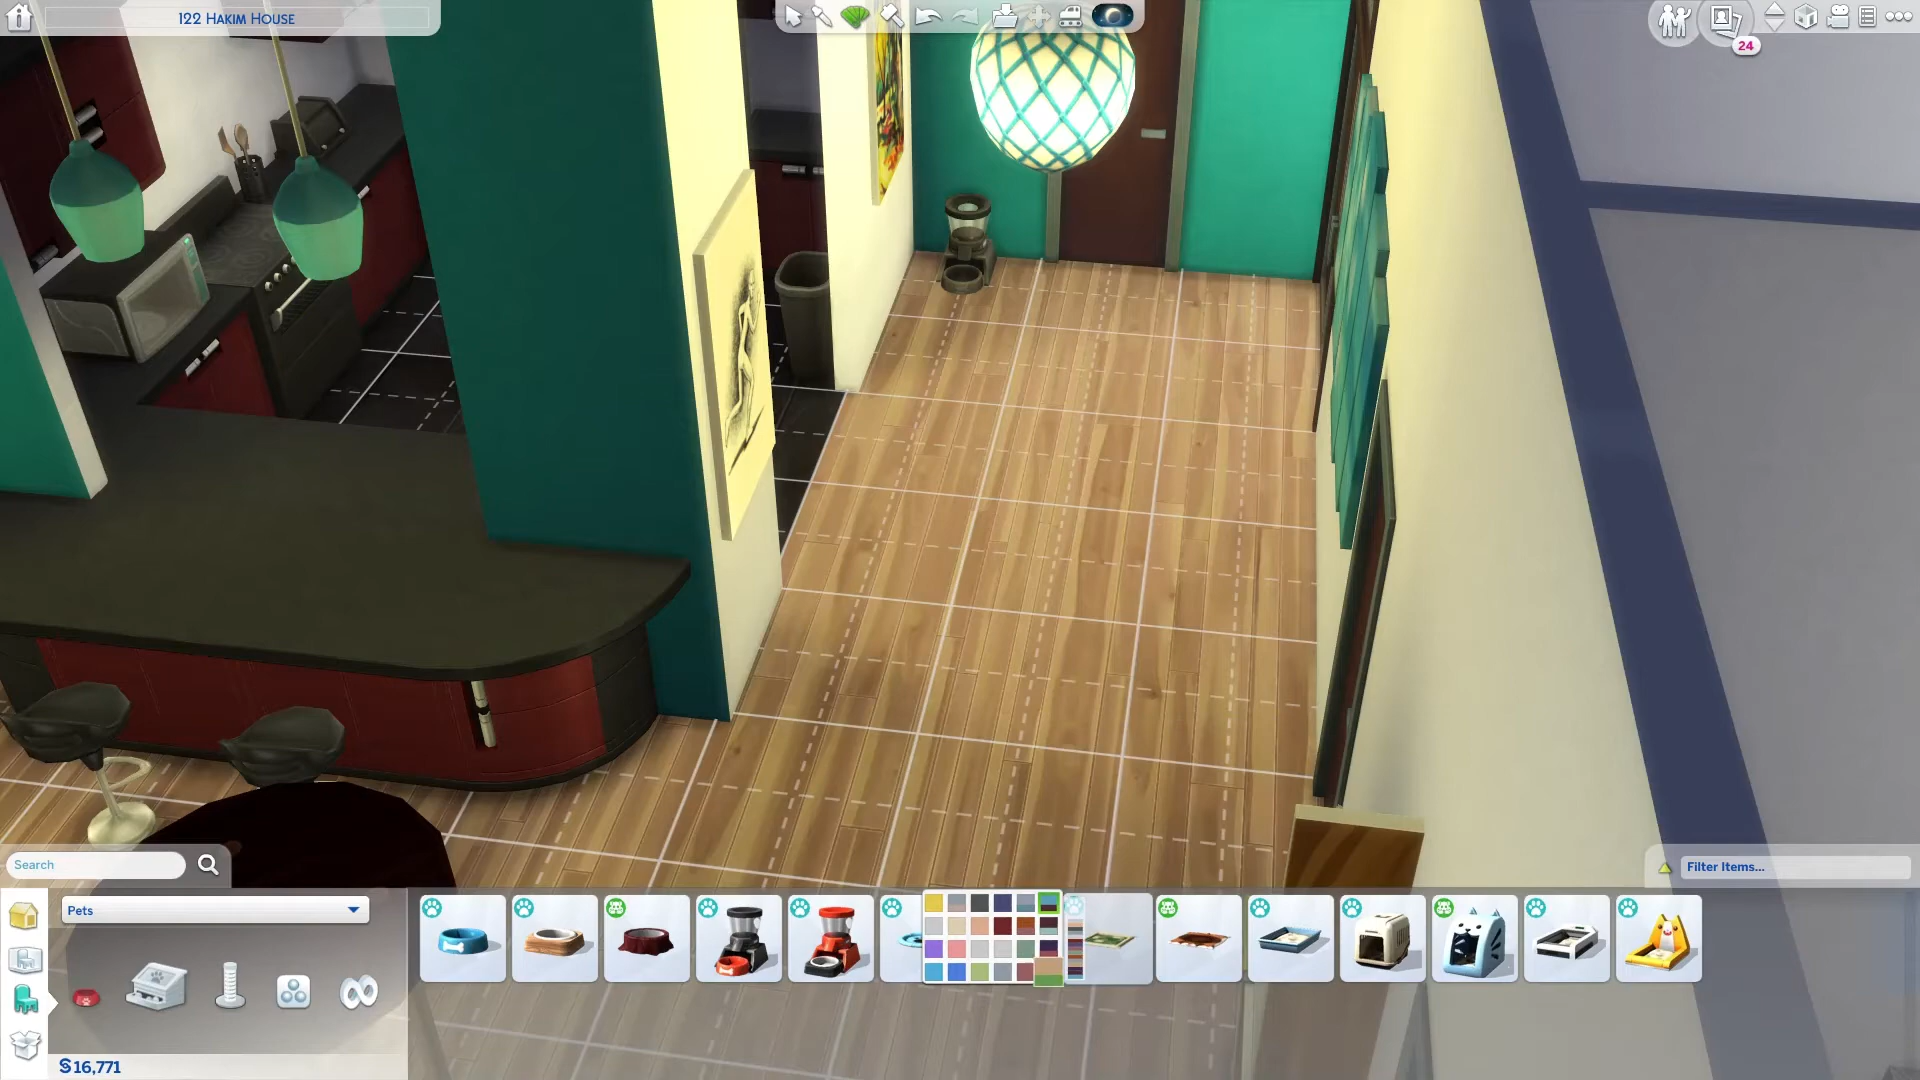 122 HAKIM HOUSE
24
Search
Filter Items...
Pets
§16,771